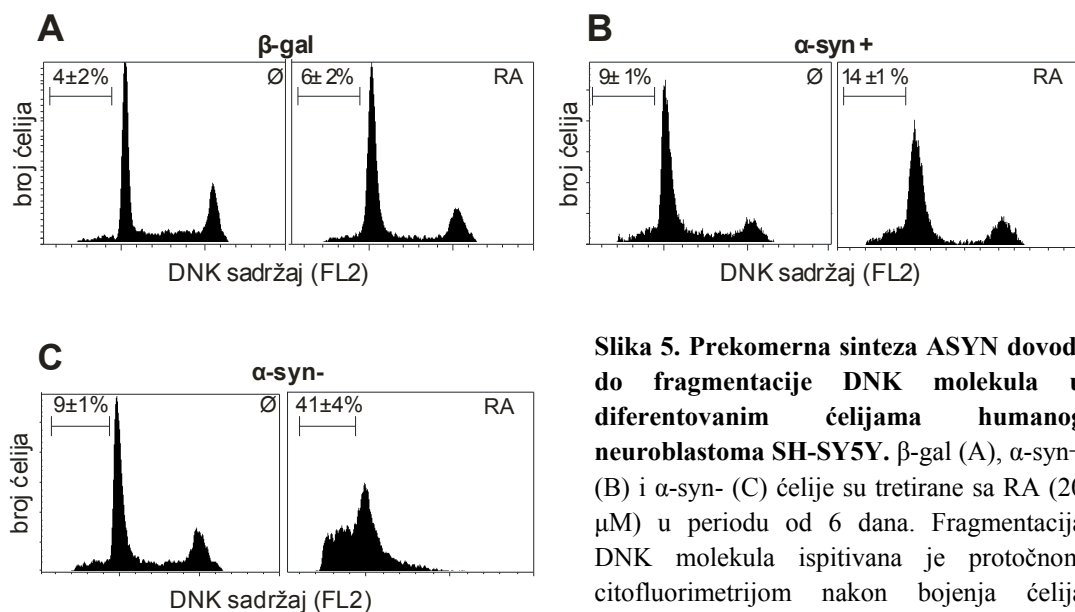 A
β-gal
4±2%
Ø
6±2%
RA
broj ćelija
DNK sadržaj (FL2)
B
α-syn+
9±1%
Ø
14±1%
RA
broj ćelija
DNK sadržaj (FL2)
C
α-syn-
9±1%
Ø
41±4%
RA
broj ćelija
DNK sadržaj (FL2)
Slika 5. Prekomerna sinteza ASYN dovod
do fragmentacije DNK molekula u
diferentovanim ćelijama humanog
neuroblastoma SH-SY5Y. β-gal (A), α-syn+
(B) i α-syn- (C) ćelije su tretirane sa RA (20
μM) u periodu od 6 dana. Fragmentacija
DNK molekula ispitivana je protočnom
citofluorimetrijom nakon bojenja ćelija